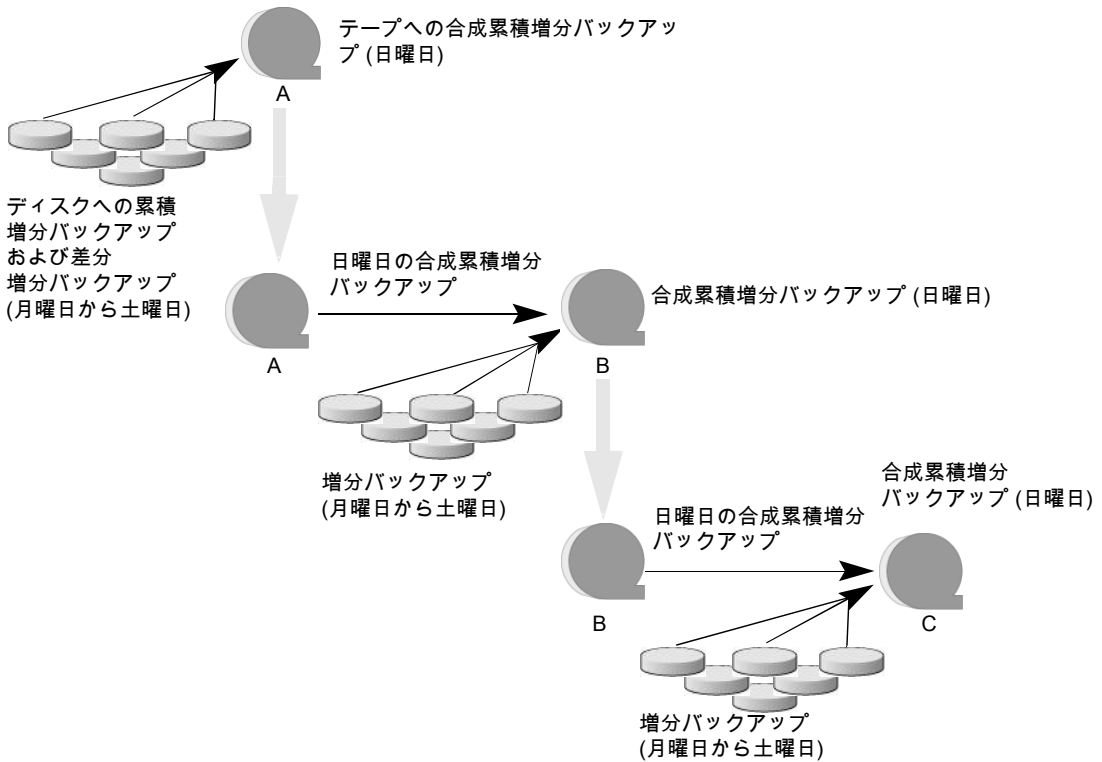 テープへの合成累積増分バックアッ
プ (日曜日)
A
ディスクへの累積
増分バックアップ
および差分
増分バックアップ
(月曜日から土曜日)
日曜日の合成累積増分
バックアップ
合成累積増分バックアップ (日曜日)
A
B
増分バックアップ
(月曜日から土曜日)
合成累積増分
バックアップ (日曜日)
日曜日の合成累積増分
バックアップ
B
C
増分バックアップ
(月曜日から土曜日)